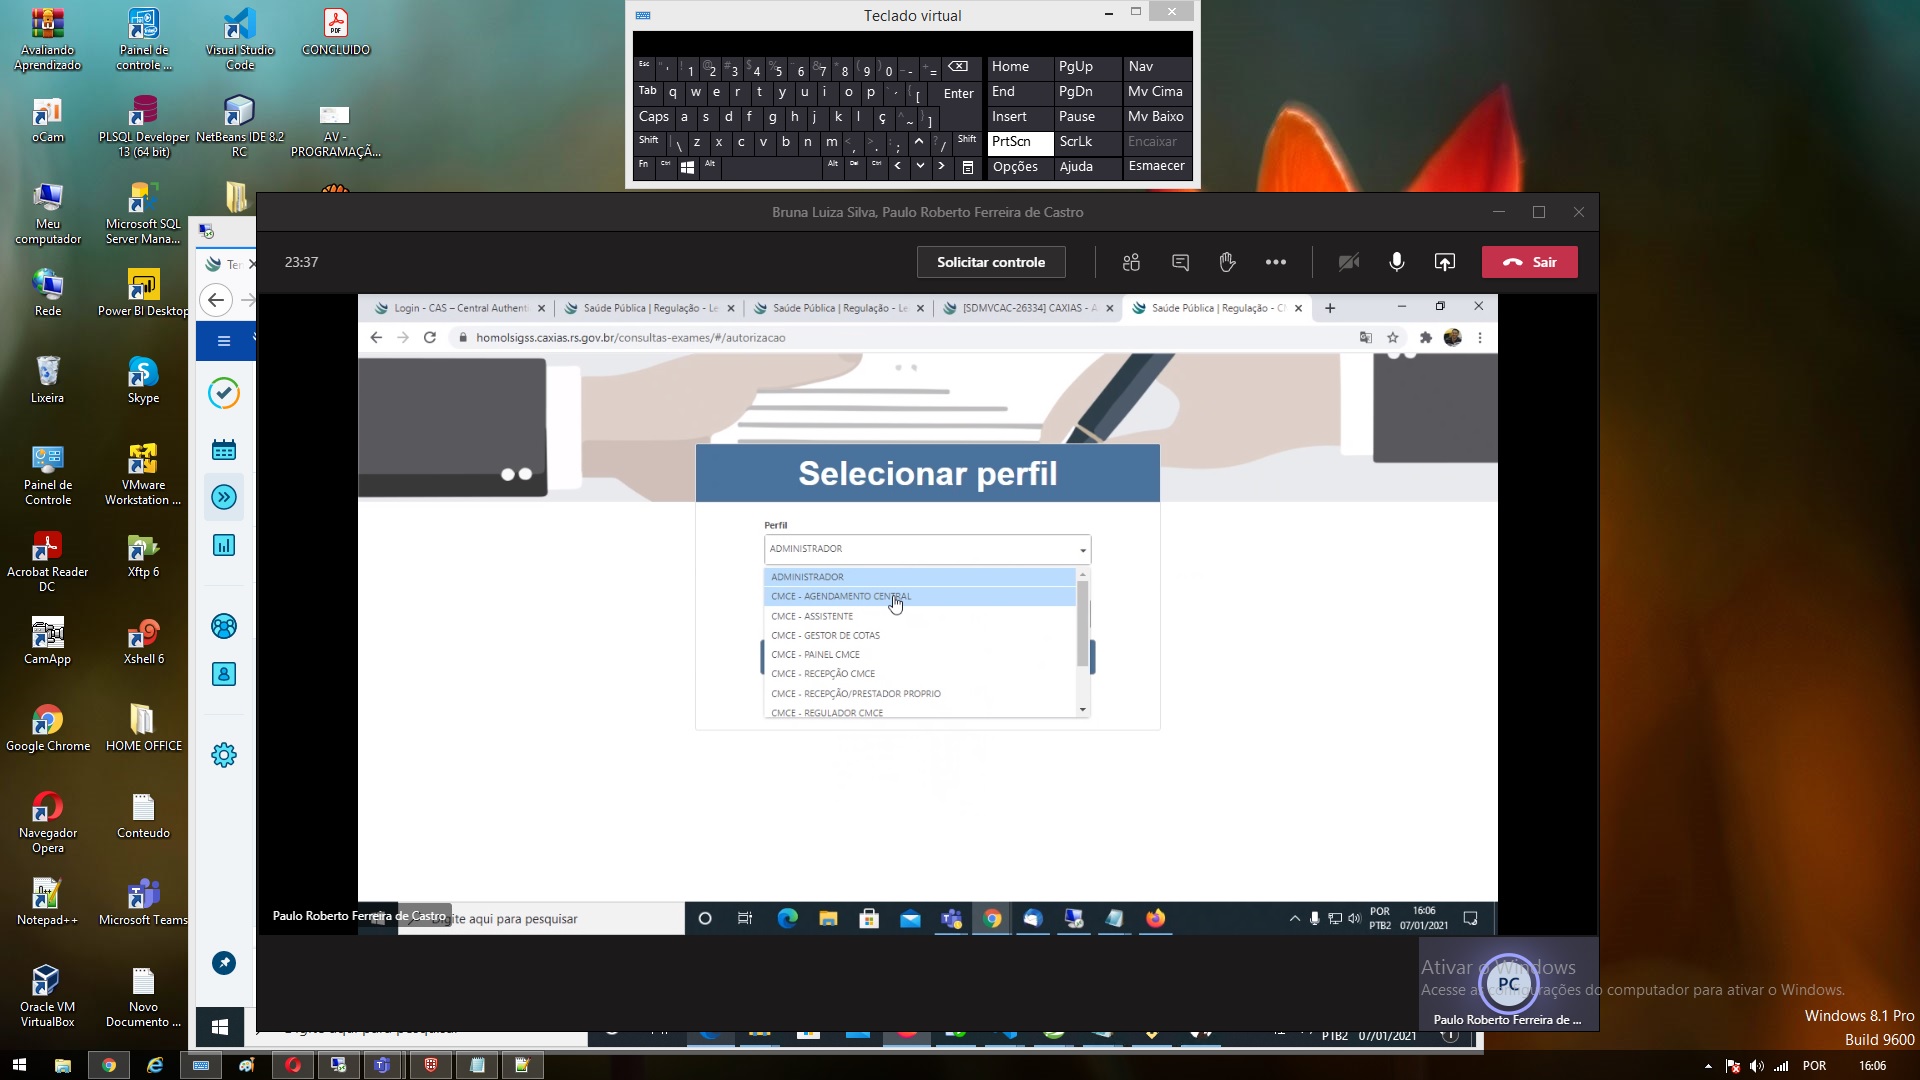 Avaliando Aprendizado
Painel de controle ...
Visual Studio Code
CONCLUIDO
oCam
PLSQL Developer 13 (64 bit)
NetBeans IDE 8.2 RC
AV - PROGRAMAÇÃ...
Meu computador
Microsoft SQL Server Mana...
Rede
Power BI Desktop
Lixeira
Skype
Painel de Controle
VMware Workstation ...
Acrobat Reader DC
Xftp 6
CamApp
Xshell 6
Google Chrome
HOME OFFICE
Navegador Opera
Conteudo
Notepad++
Microsoft Teams
Oracle VM VirtualBox
Novo Documento ...
Teclado virtual
Esc " ' ! 1 @ 2 # 3 $ 4 % 5 6 & 7 * 8 ( 9 ) 0 _ - + =
Home PgUp Nav
Tab q w e r t y u i o p ` ´ { [ Enter
End PgDn Mv Cima
Caps a s d f g h j k l ç ^ ~ } ]
Insert Pause Mv Baixo
Shift | \ z x c v b n m < , > . : ; ^ ? / Shift
PrtScn ScrLk Encaixar
Fn Ctrl Alt Alt Del Ctrl < >
Opções Ajuda Esmaecer
Bruna Luiza Silva, Paulo Roberto Ferreira de Castro
23:37
Solicitar controle
Sair
Ter
Login - CAS – Central Authenti
Saúde Pública | Regulação - Le
Saúde Pública | Regulação - Le
[SDMVCAC-26334] CAXIAS - A
Saúde Pública | Regulação - C
homolsigss.caxias.rs.gov.br/consultas-exames/#/autorizacao
Selecionar perfil
Perfil
ADMINISTRADOR
ADMINISTRADOR
CMCE - AGENDAMENTO CENTRAL
CMCE - ASSISTENTE
CMCE - GESTOR DE COTAS
CMCE - PAINEL CMCE
CMCE - RECEPÇÃO CMCE
CMCE - RECEPÇÃO/PRESTADOR PROPRIO
CMCE - REGULADOR CMCE
Paulo Roberto Ferreira de Castro
igite aqui para pesquisar
POR
PTB2
16:06
07/01/2021
PC
Paulo Roberto Ferreira de ...
Ativar o Windows
Acesse as configurações do computador para ativar o Windows.
Windows 8.1 Pro
Build 9600
PTB2 07/01/2021
POR
16:06